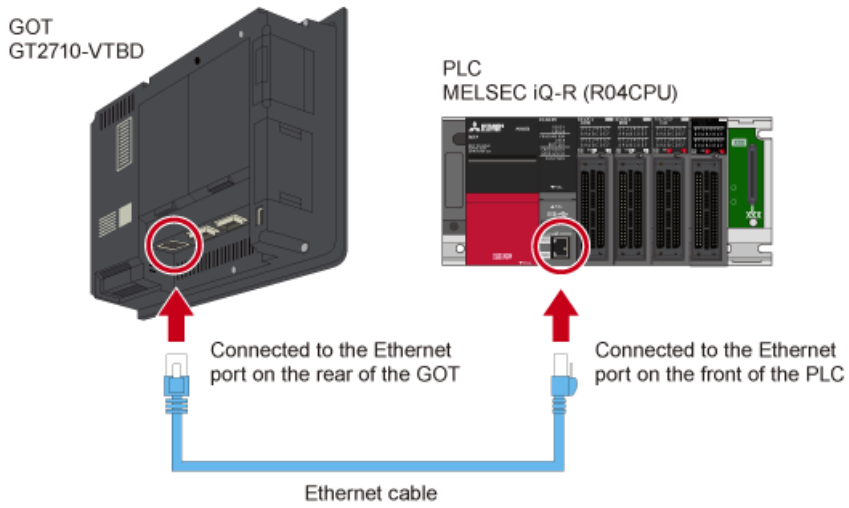 GOT
GT2710-VTBD
PLC
MELSEC iQ-R (R04CPU)
Connected to the Ethernet
port on the rear of the GOT
Connected to the Ethernet
port on the front of the PLC
Ethernet cable